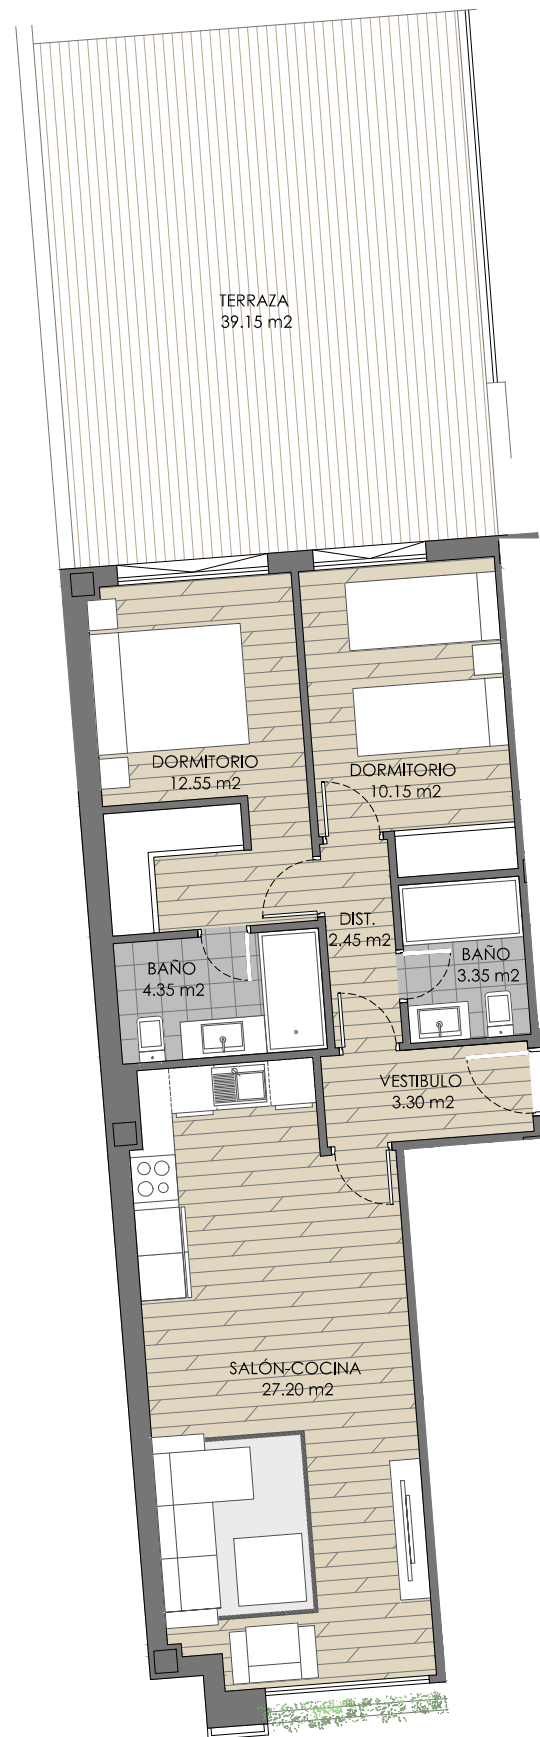 TERRAZA
39.15 m2
DORMITORIO
12.55 m2
DORMITORIO
10.15 m2
DIST.
2.45 m2
BAÑO
4.35 m2
BAÑO
3.35 m2
VESTIBULO
3.30 m2
SALÓN-COCINA
27.20 m2